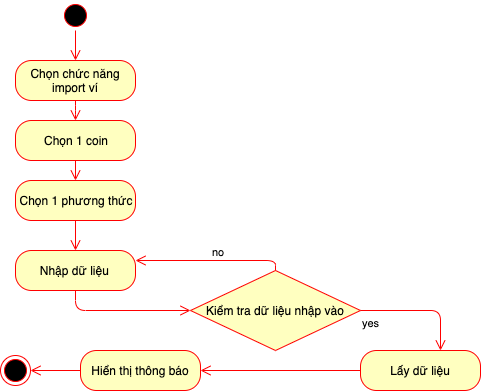 Chọn chức năng
import ví
Chọn 1 coin
Chọn 1 phương thức
Nhập dữ liệu
no
Kiểm tra dữ liệu nhập vào
yes
Hiển thị thông báo
Lấy dữ liệu